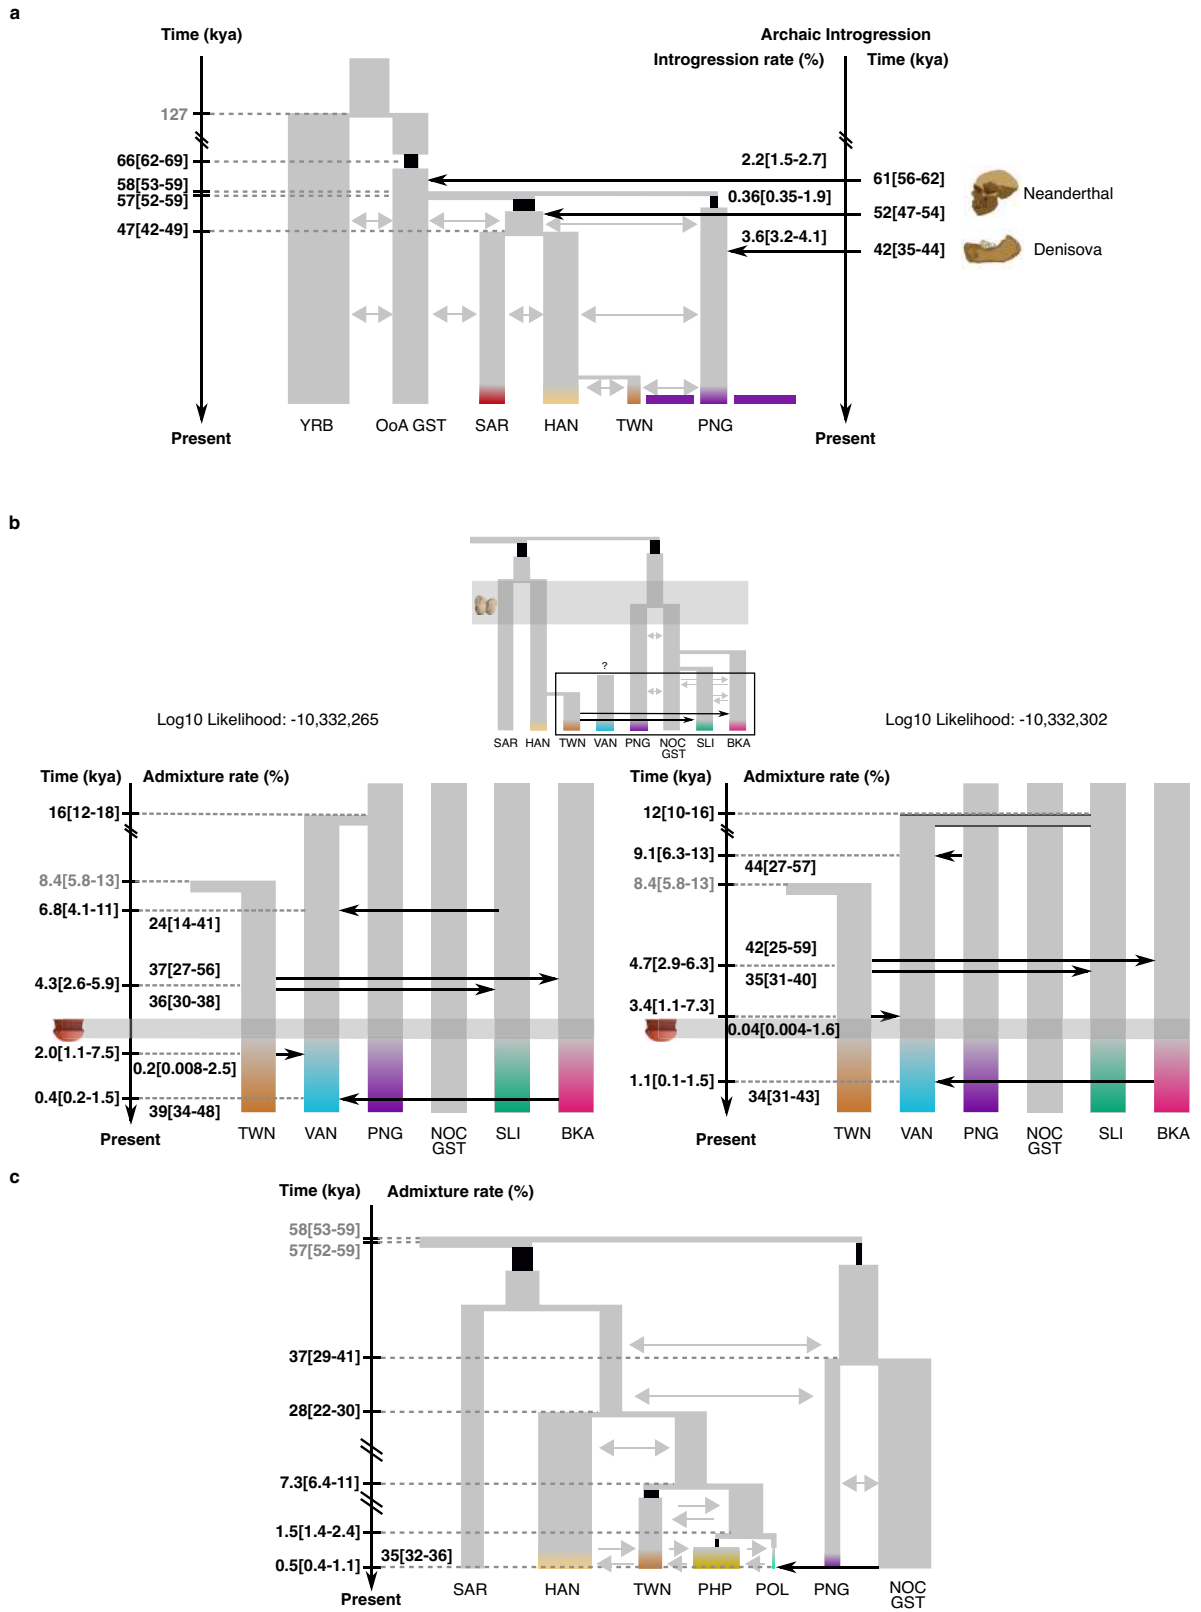 a
Time (kya)
Archaic Introgression
Introgression rate (%)
Time (kya)
127
66[62-69]
58[53-59]
57[52-59]
47[42-49]
2.2[1.5-2.7]
61[56-62]
0.36[0.35-1.9]
52[47-54]
3.6[3.2-4.1]
42[35-44]
Neanderthal
Denisova
Present
YRB
OoA GST
SAR
HAN
TWN
PNG
Present
b
?
SAR
HAN
TWN
VAN
PNG
NOC
GST
SLI
BKA
Log10 Likelihood: -10,332,265
Time (kya)
Admixture rate (%)
16[12-18]
8.4[5.8-13]
6.8[4.1-11]
24[14-41]
37[27-56]
4.3[2.6-5.9]
36[30-38]
2.0[1.1-7.5]
0.2[0.008-2.5]
0.4[0.2-1.5]
39[34-48]
Present
TWN
VAN
PNG
NOC
GST
SLI
BKA
Log10 Likelihood: -10,332,302
Time (kya)
Admixture rate (%)
12[10-16]
9.1[6.3-13]
44[27-57]
8.4[5.8-13]
42[25-59]
4.7[2.9-6.3]
35[31-40]
3.4[1.1-7.3]
0.04[0.004-1.6]
1.1[0.1-1.5]
34[31-43]
Present
TWN
VAN
PNG
NOC
GST
SLI
BKA
c
Time (kya)
Admixture rate (%)
58[53-59]
57[52-59]
37[29-41]
28[22-30]
7.3[6.4-11]
1.5[1.4-2.4]
35[32-36]
0.5[0.4-1.1]
Present
SAR
HAN
TWN
PHP
POL
PNG
NOC
GST